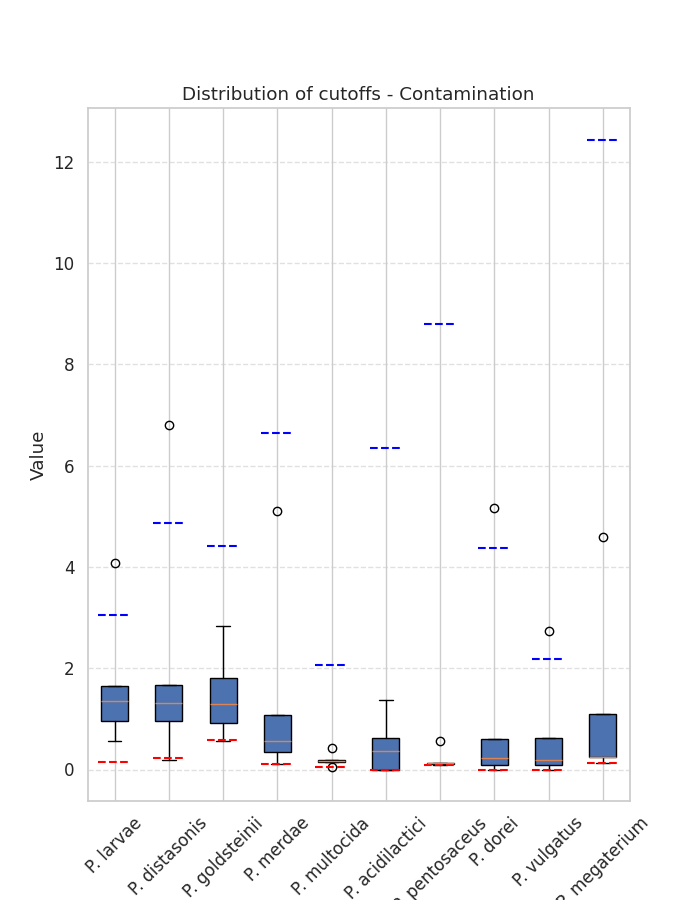 Distribution of cutoffs - Contamination
Value
12
10
8
6
4
2
0
P. larvae
P. distasonis
P. goldsteinii
P. merdae
P. multocida
P. acidilactici
P. pentosaceus
P. dorei
P. vulgatus
P. megaterium